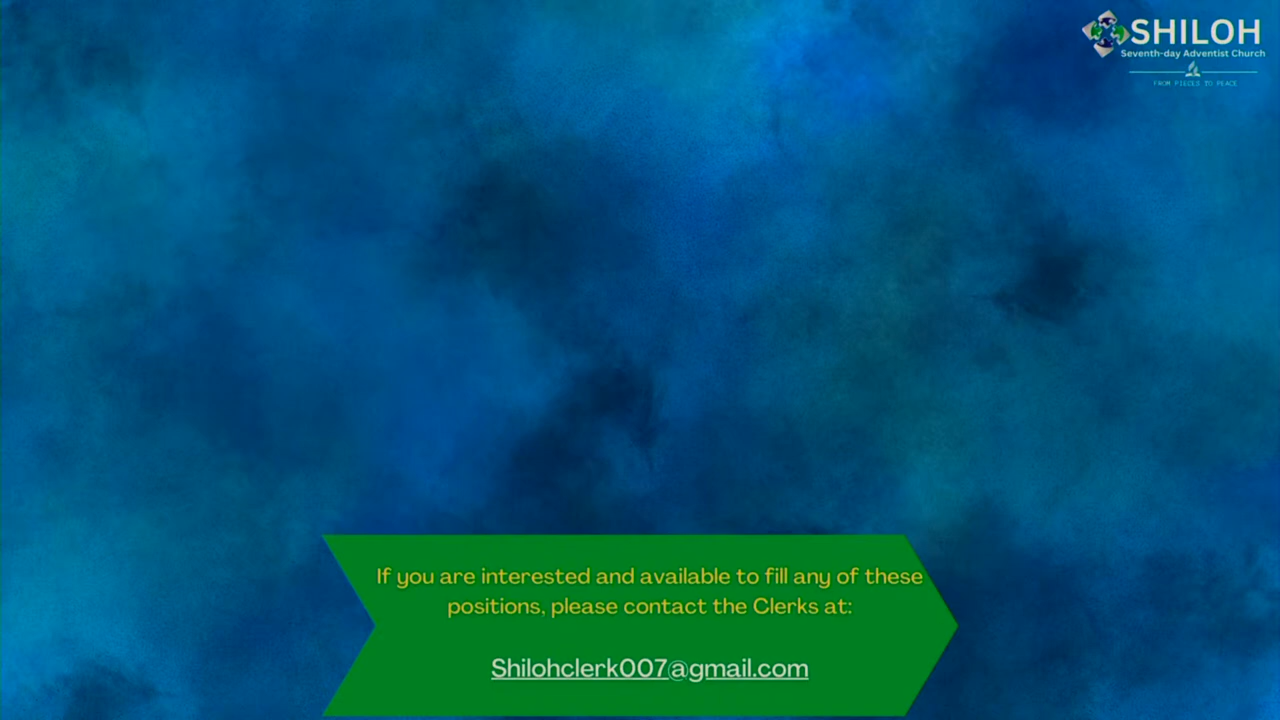 SHILOH
Seventh-day Adventist Church
FROM PIECES TO PEACE
If you are interested and available to fill any of these
positions, please contact the Clerks at:
Shilohclerk007@gmail.com